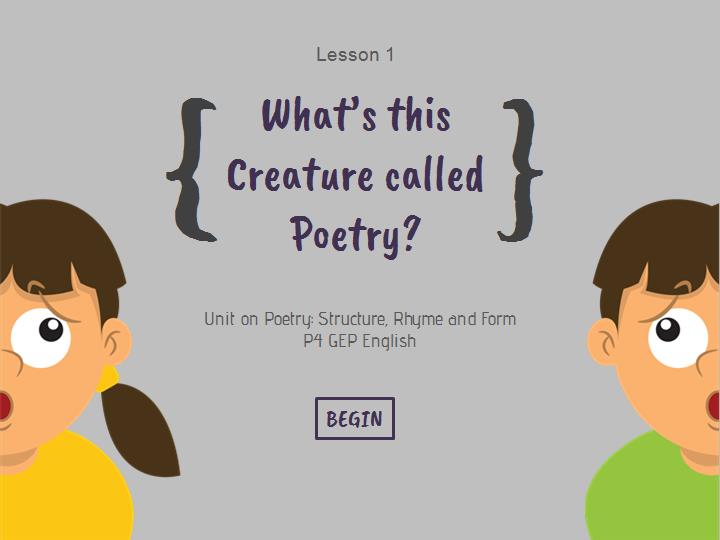 Lesson 1
What's this
Creature called
Poetry?
Unit on Poetry: Structure, Rhyme and Form
P4 GEP English
BEGIN